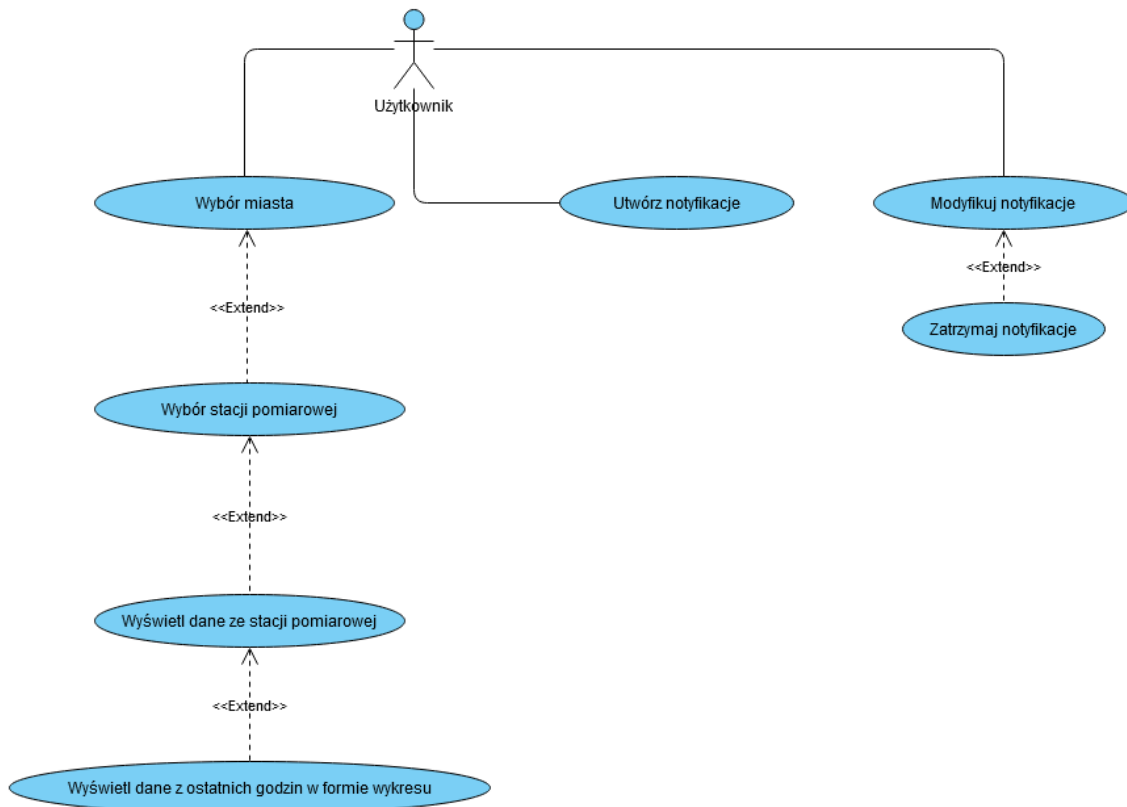 Użytkownik
Wybór miasta
Utwórz notyfikacje
Modyfikuj notyfikacje
<<Extend>>
<<Extend>>
Zatrzymaj notyfikacje
Wybór stacji pomiarowej
<<Extend>>
Wyświetl dane ze stacji pomiarowej
<<Extend>>
Wyświetl dane z ostatnich godzin w formie wykresu